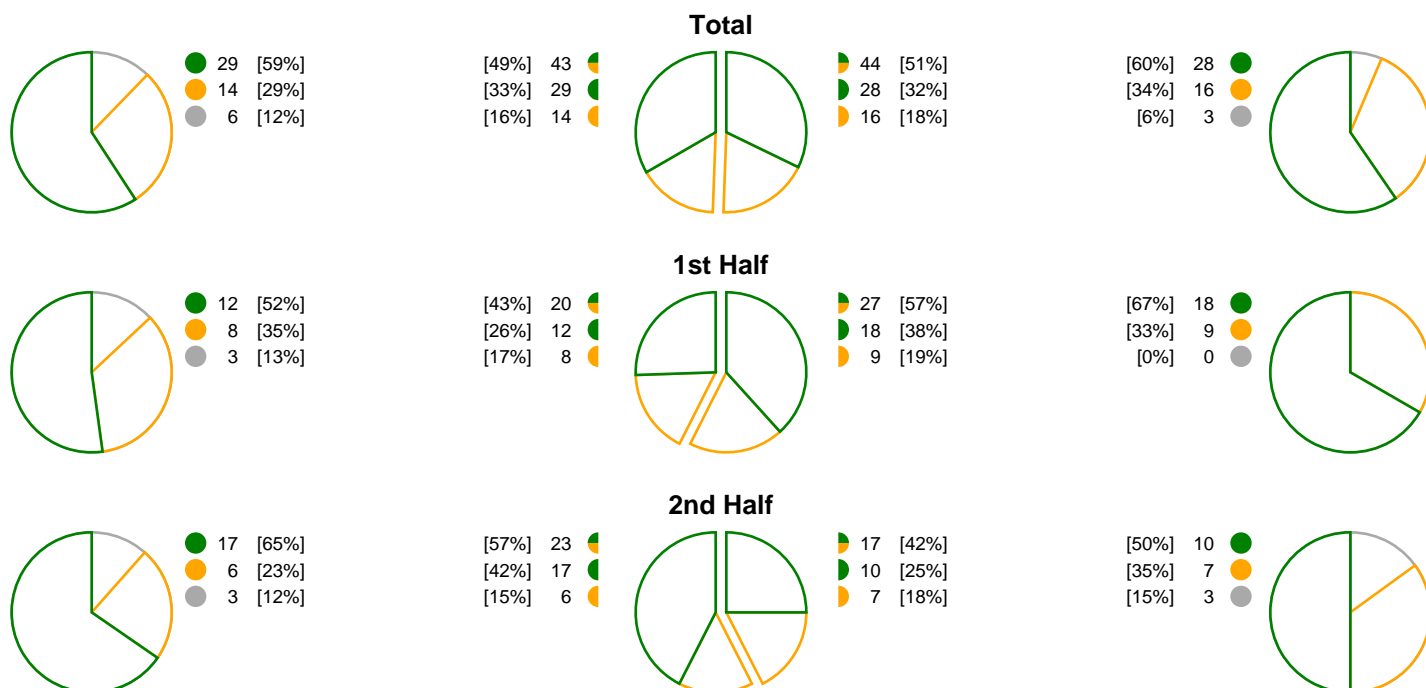 Total
29 [59%] [49%] 43 44 [51%] [60%] 28
14 [29%] [33%] 29 28 [32%] [34%] 16
6 [12%] [16%] 14 16 [18%] [6%] 3
1st Half
12 [52%] [43%] 20 27 [57%] [67%] 18
8 [35%] [26%] 12 18 [38%] [33%] 9
3 [13%] [17%] 8 9 [19%] [0%] 0
2nd Half
17 [65%] [57%] 23 17 [42%] [50%] 10
6 [23%] [42%] 17 10 [25%] [35%] 7
3 [12%] [15%] 6 7 [18%] [15%] 3